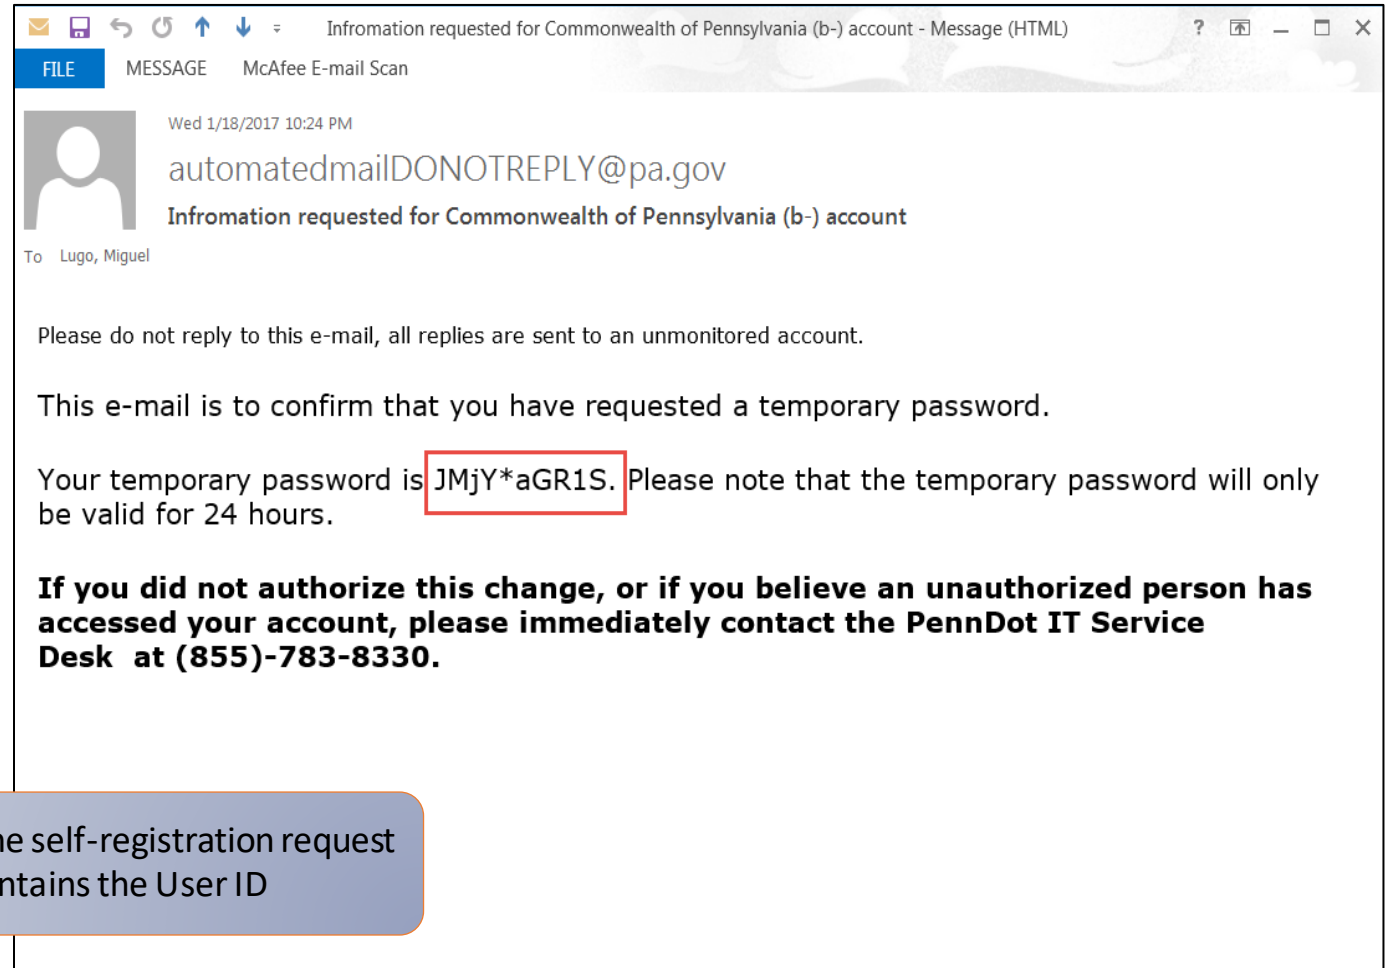 Infromation requested for Commonwealth of Pennsylvania (b-) account - Message (HTML)
FILE MESSAGE McAfee E-mail Scan
Wed 1/18/2017 10:24 PM
automatedmailDONOTREPLY@pa.gov
Infromation requested for Commonwealth of Pennsylvania (b-) account
To Lugo, Miguel
Please do not reply to this e-mail, all replies are sent to an unmonitored account.
This e-mail is to confirm that you have requested a temporary password.
Your temporary password is JMjY*aGR1S. Please note that the temporary password will only
be valid for 24 hours.
If you did not authorize this change, or if you believe an unauthorized person has
accessed your account, please immediately contact the PennDot IT Service
Desk at (855)-783-8330.
self-registration request
the User ID